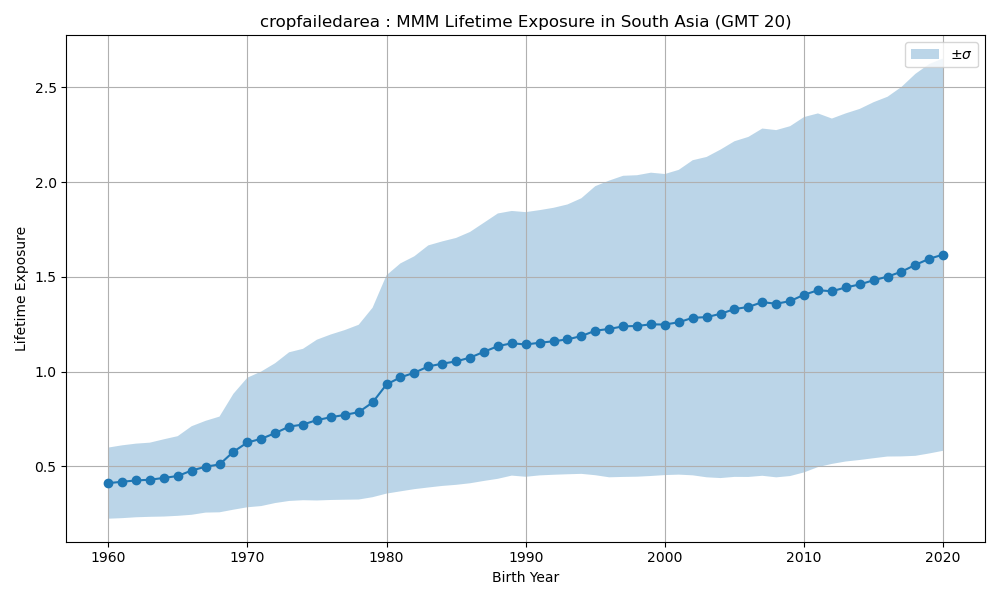 cropfailedarea : MMM Lifetime Exposure in South Asia (GMT 20)
±σ
Lifetime Exposure
2.5
2.0
1.5
1.0
0.5
1960 1970 1980 1990 2000 2010 2020
Birth Year